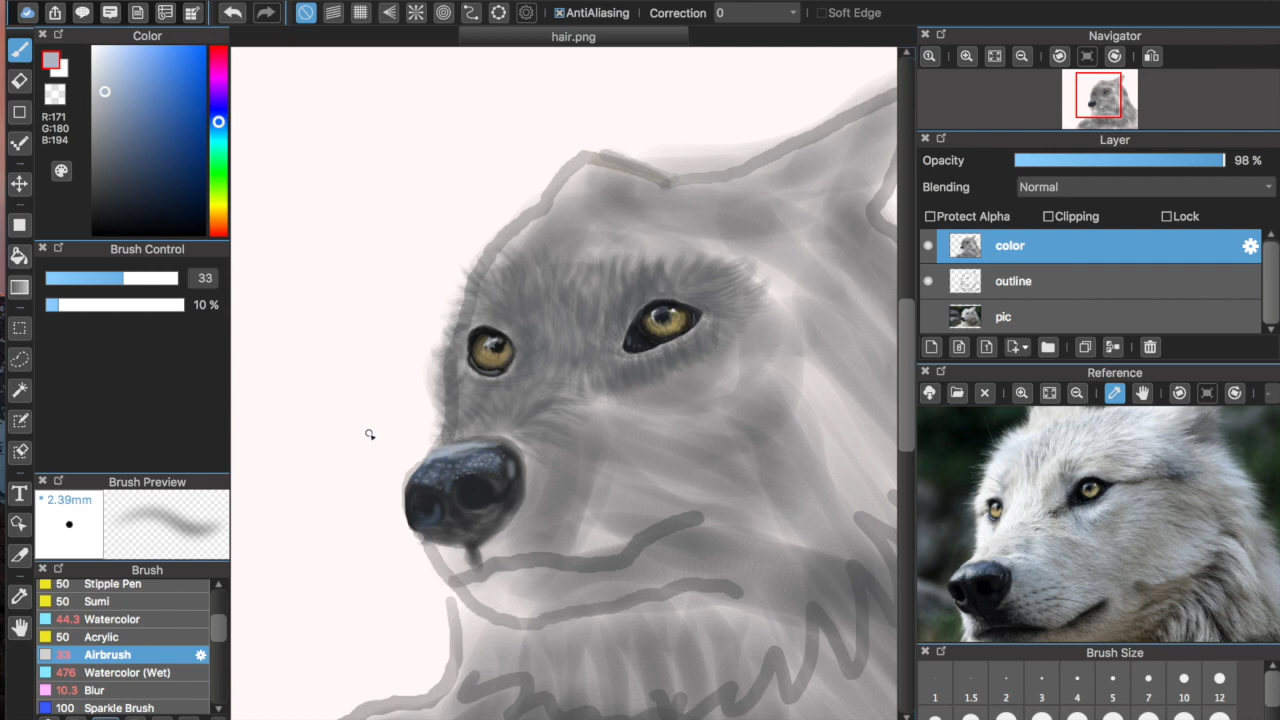 AntiAliasing
Correction
0
Soft Edge
Color
hair.png
Navigator
R:171
G:180
B:194
Layer
Opacity
98 %
Blending
Normal
Protect Alpha
Clipping
Lock
color
outline
pic
Brush Control
33
10 %
Reference
Brush Preview
* 2.39mm
Brush
50 Stipple Pen
50 Sumi
44.3 Watercolor
50 Acrylic
33 Airbrush
476 Watercolor (Wet)
10.3 Blur
100 Sparkle Brush
Brush Size
1 1.5 2 3 4 5 7 10 12